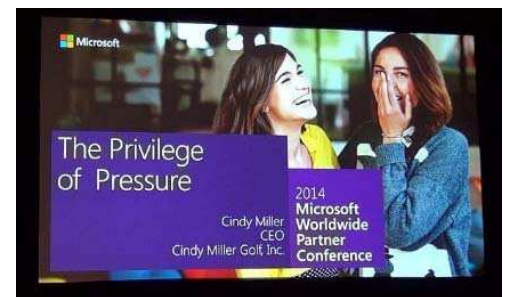 Microsoft
The Privilege
of Pressure
Cindy Miller
CEO
Cindy Miller Golf, Inc.
2014
Microsoft
Worldwide
Partner
Conference